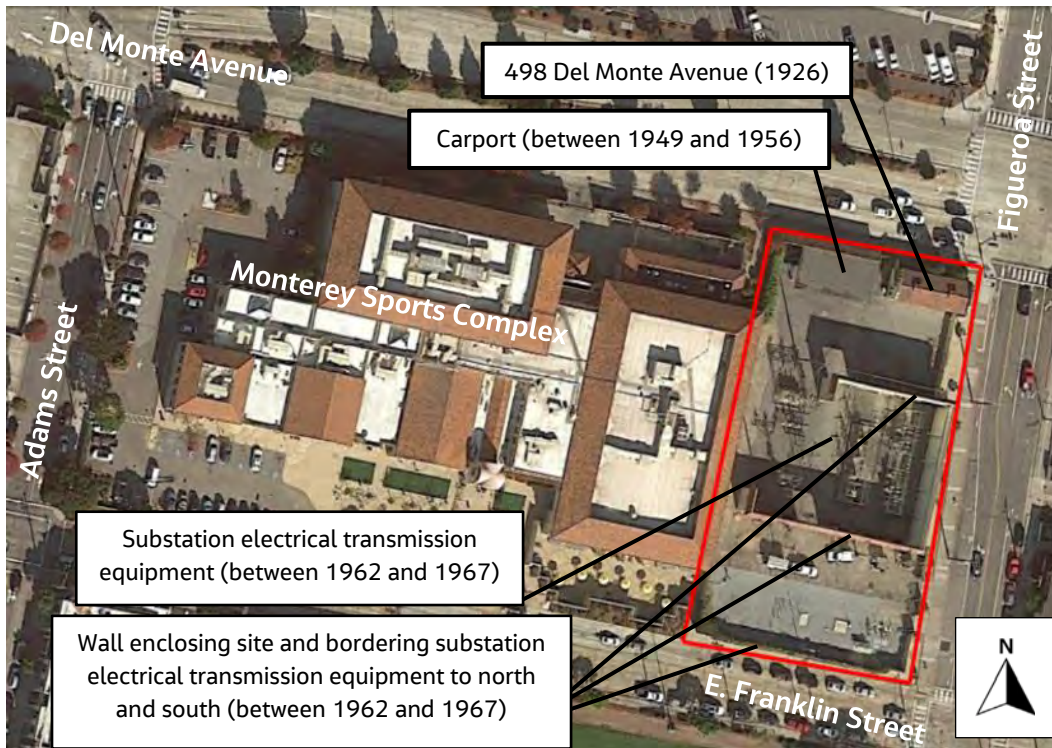 Del Monte Avenue
498 Del Monte Avenue (1926)
Figueroa Street
Carport (between 1949 and 1956)
Monterey Sports Complex
Adams Street
Substation electrical transmission
equipment (between 1962 and 1967)
Wall enclosing site and bordering substation
electrical transmission equipment to north
and south (between 1962 and 1967)
E. Franklin Street
N